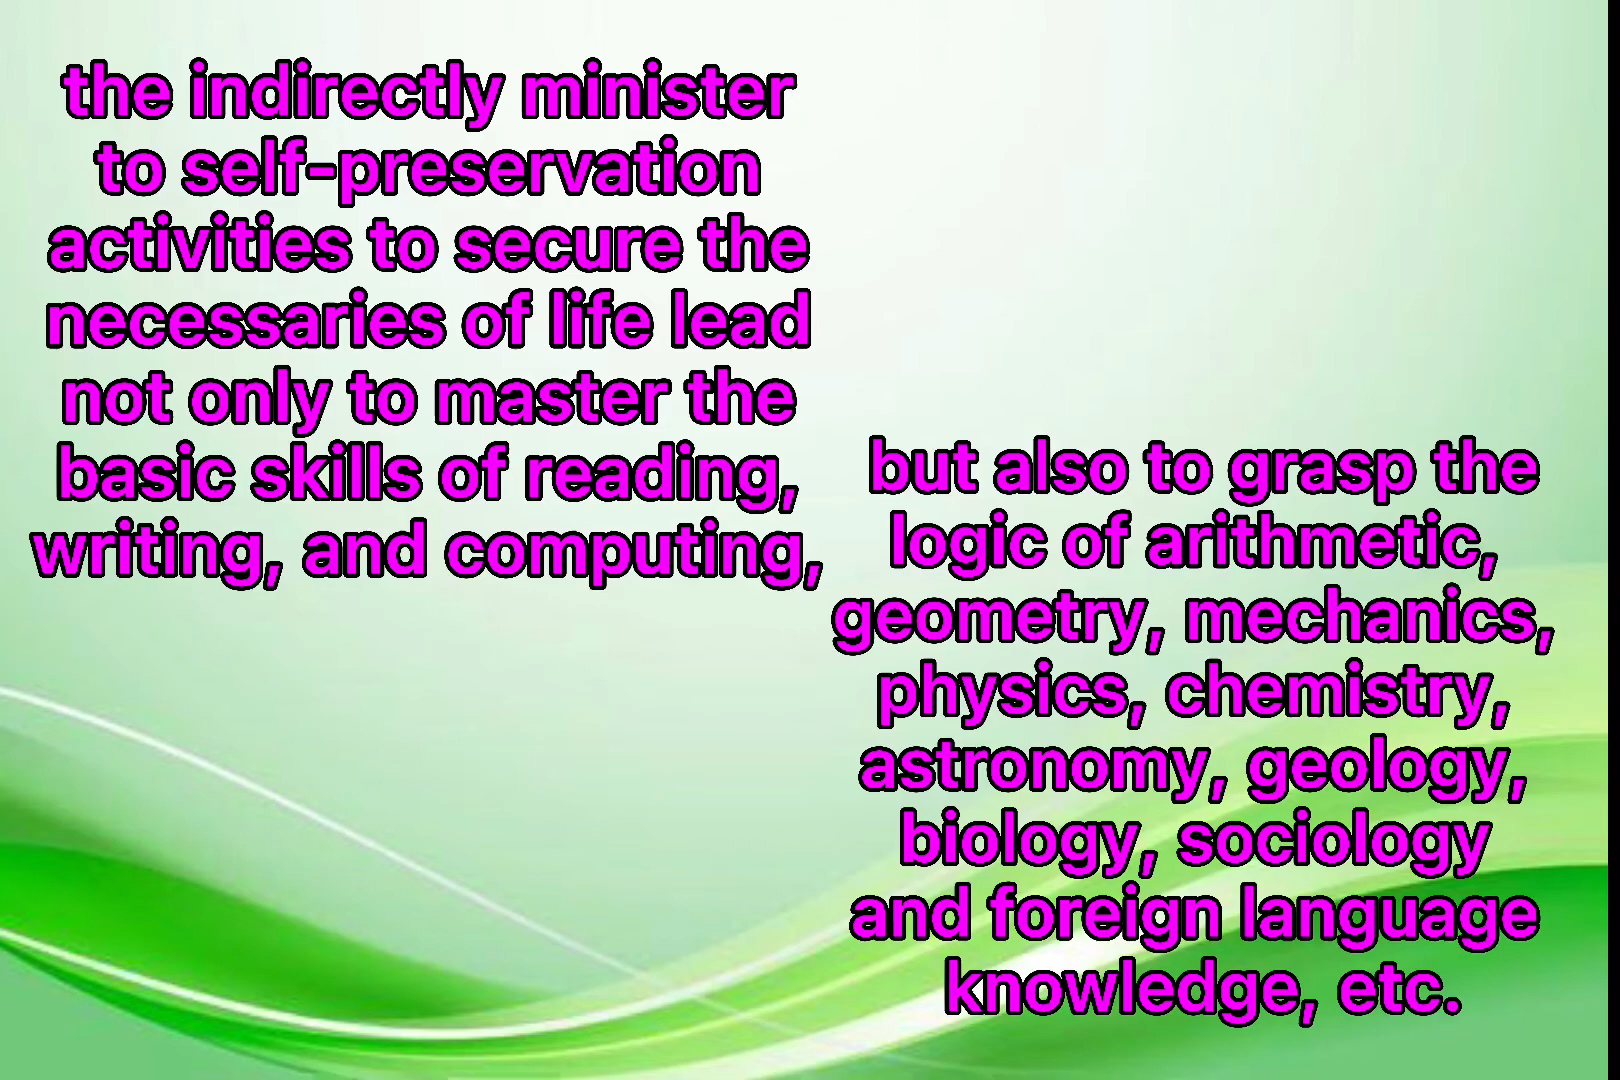 the indirectly minister
to self-preservation
activities to secure the
necessaries of life lead
not only to master the
basic skills of reading,
writing, and computing,
but also to grasp the
logic of arithmetic,
geometry, mechanics,
physics, chemistry,
astronomy, geology,
biology, sociology
and foreign language
knowledge, etc.